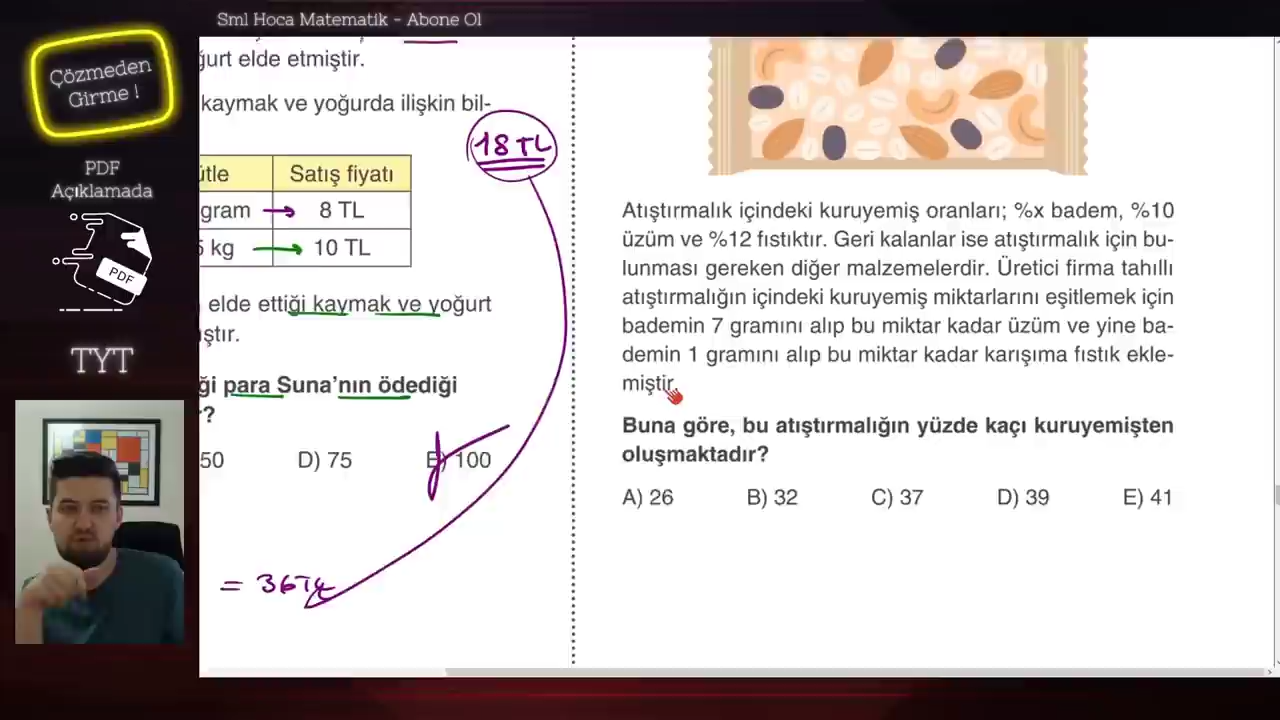 Sml Hoca Matematik - Abone Ol
Çözmeden
Girme !
PDF
Açıklamada
PDF
TYT
ğurt elde etmiştir.
kaymak ve yoğurda ilişkin bil-
18 TL
ütle Satış fiyatı
gram 8 TL
5 kg 10 TL
elde ettiği kaymak ve yoğurt
ıştır.
ği para Suna'nın ödediği
r?
50 D) 75 E) 100
= 36 TL
Atıştırmalık içindeki kuruyemiş oranları; %x badem, %10
üzüm ve %12 fıstıktır. Geri kalanlar ise atıştırmalık için bu-
lunması gereken diğer malzemelerdir. Üretici firma tahıllı
atıştırmalığın içindeki kuruyemiş miktarlarını eşitlemek için
bademin 7 gramını alıp bu miktar kadar üzüm ve yine ba-
demin 1 gramını alıp bu miktar kadar karışıma fıstık ekle-
miştir.
Buna göre, bu atıştırmalığın yüzde kaçı kuruyemişten
oluşmaktadır?
A) 26 B) 32 C) 37 D) 39 E) 41